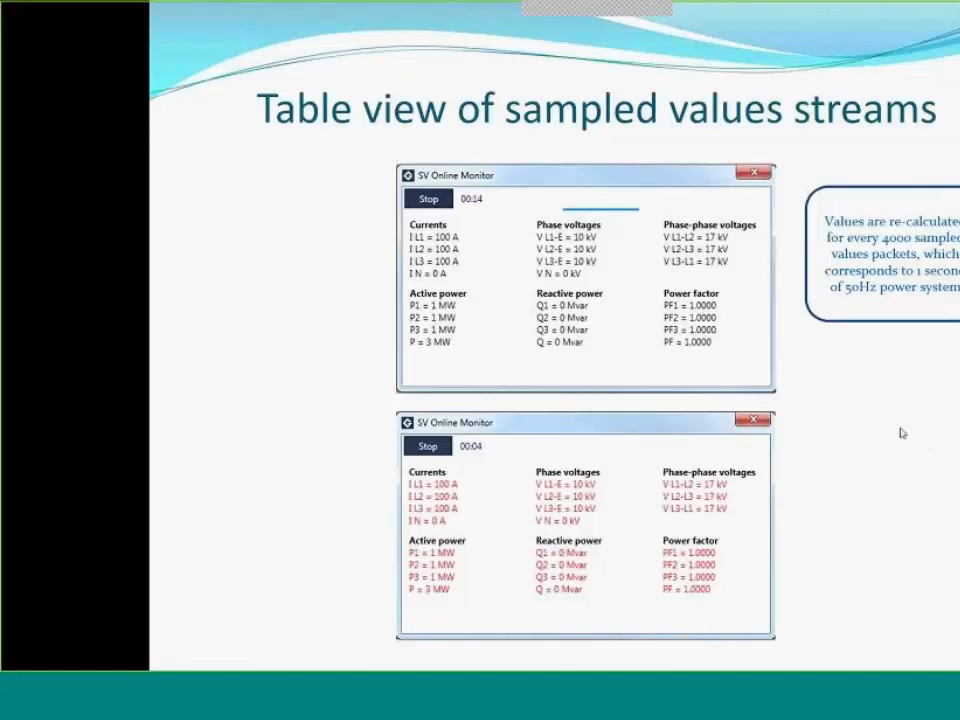 Table view of sampled values streams
SV Online Monitor
Stop 00:14
Currents Phase voltages Phase-phase voltages
I L1 = 100 A V L1-E = 10 kV V L1-L2 = 17 kV
I L2 = 100 A V L2-E = 10 kV V L2-L3 = 17 kV
I L3 = 100 A V L3-E = 10 kV V L3-L1 = 17 kV
I N = 0 A V N = 0 kV
Active power Reactive power Power factor
P1 = 1 MW Q1 = 0 Mvar PF1 = 1.0000
P2 = 1 MW Q2 = 0 Mvar PF2 = 1.0000
P3 = 1 MW Q3 = 0 Mvar PF3 = 1.0000
P = 3 MW Q = 0 Mvar PF = 1.0000
Values are re-calculated
for every 4000 sampled
values packets, which
corresponds to 1 second
of 50Hz power system
SV Online Monitor
Stop 00:04
Currents Phase voltages Phase-phase voltages
I L1 = 100 A V L1-E = 10 kV V L1-L2 = 17 kV
I L2 = 100 A V L2-E = 10 kV V L2-L3 = 17 kV
I L3 = 100 A V L3-E = 10 kV V L3-L1 = 17 kV
I N = 0 A V N = 0 kV
Active power Reactive power Power factor
P1 = 1 MW Q1 = 0 Mvar PF1 = 1.0000
P2 = 1 MW Q2 = 0 Mvar PF2 = 1.0000
P3 = 1 MW Q3 = 0 Mvar PF3 = 1.0000
P = 3 MW Q = 0 Mvar PF = 1.0000